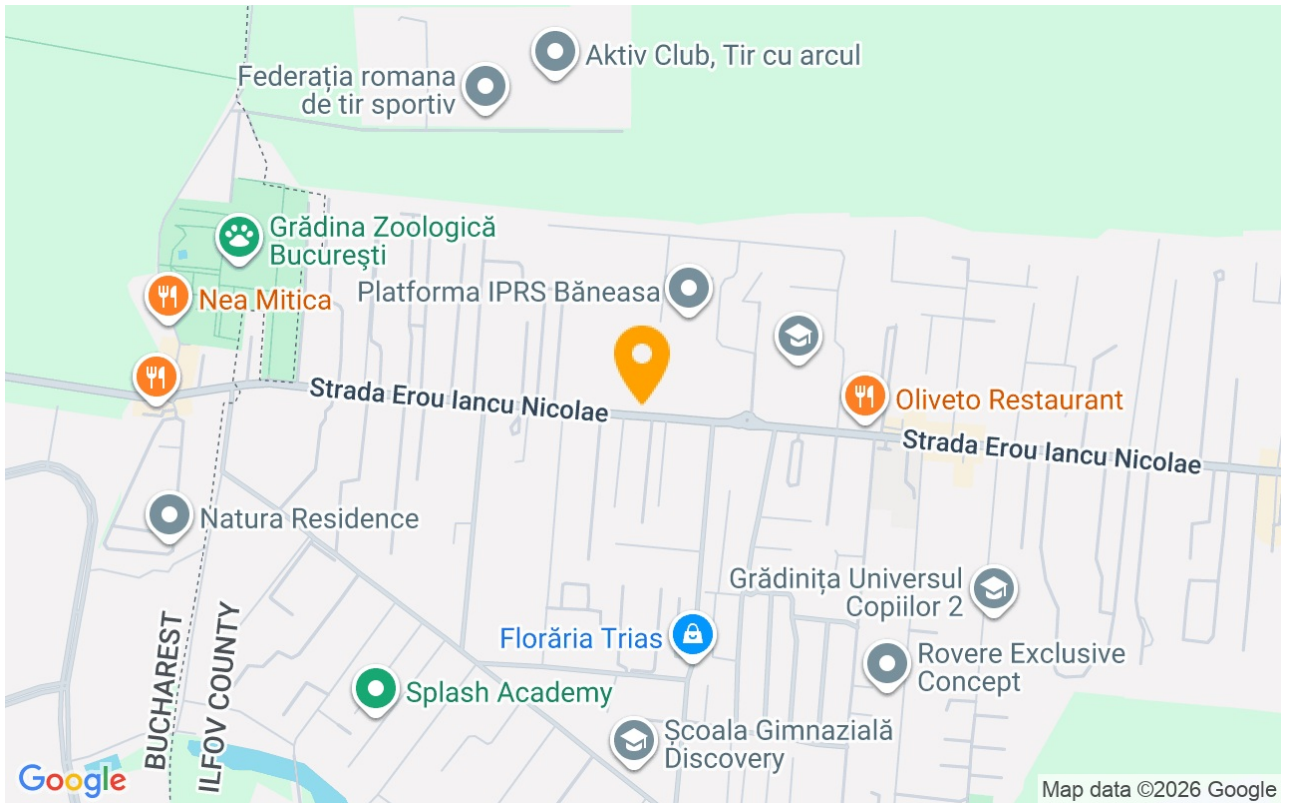 Aktiv Club, Tir cu arcul
Federația romana
de tir sportiv
Grădina Zoologică
Bucureşti
Nea Mitica
Platforma IPRS Băneasa
Strada Erou Iancu Nicolae
Oliveto Restaurant
Strada Erou Iancu Nicolae
Natura Residence
Grădinița Universul
Copiilor 2
BUCHAREST
ILFOV COUNTY
Florăria Trias
Rovere Exclusive
Concept
Splash Academy
Școala Gimnazială
Discovery
Google
Map data ©2026 Google